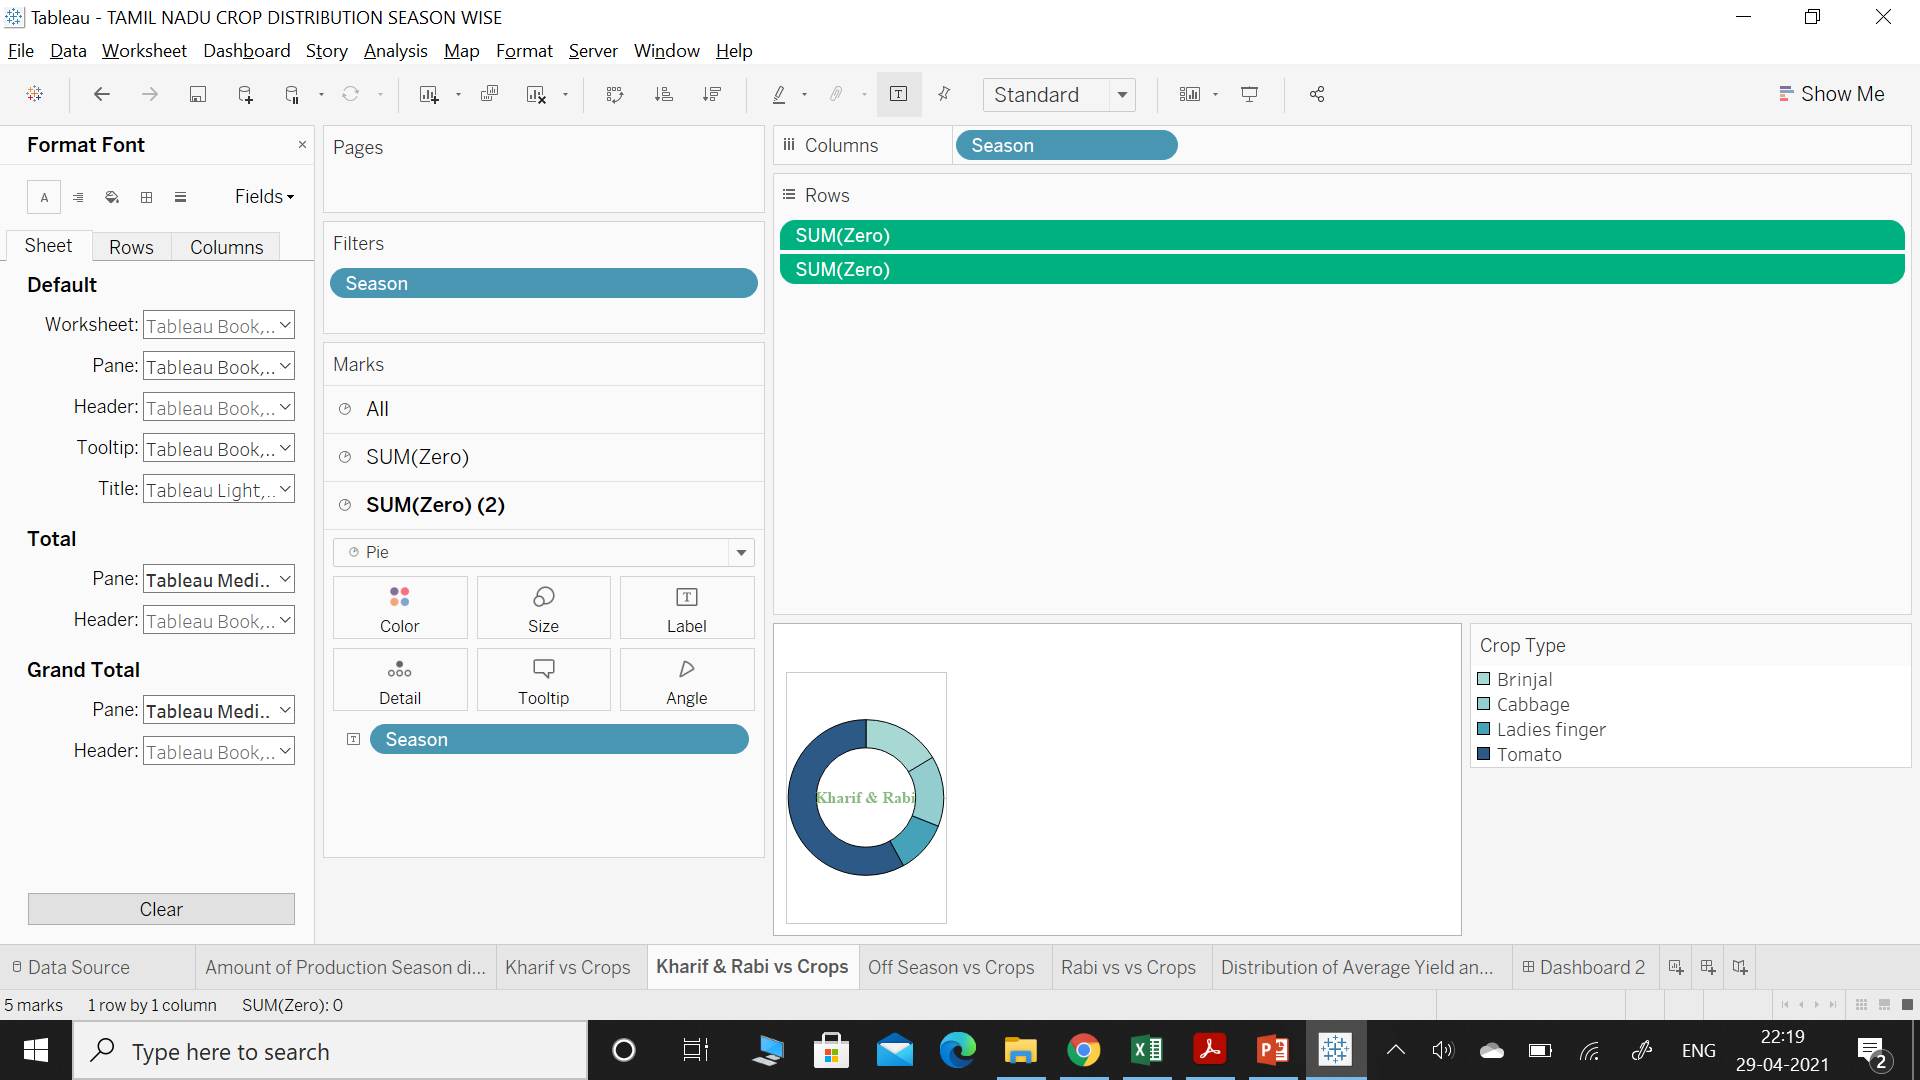 Tableau - TAMIL NADU CROP DISTRIBUTION SEASON WISE
File Data Worksheet Dashboard Story Analysis Map Format Server Window Help
Standard
Show Me
Format Font
A
Fields
Sheet Rows Columns
Default
Worksheet: Tableau Book,..
Pane: Tableau Book,..
Header: Tableau Book,..
Tooltip: Tableau Book,..
Title: Tableau Light,..
Total
Pane: Tableau Medi..
Header: Tableau Book,..
Grand Total
Pane: Tableau Medi..
Header: Tableau Book,..
Clear
Pages
Filters
Season
Marks
All
SUM(Zero)
SUM(Zero) (2)
Pie
Color Size Label
Detail Tooltip Angle
Season
Columns Season
Rows
SUM(Zero)
SUM(Zero)
Kharif & Rabi
Crop Type
Brinjal
Cabbage
Ladies finger
Tomato
Data Source Amount of Production Season di... Kharif vs Crops Kharif & Rabi vs Crops Off Season vs Crops Rabi vs vs Crops Distribution of Average Yield an... Dashboard 2
5 marks 1 row by 1 column SUM(Zero): 0
Type here to search
ENG
22:19
29-04-2021
2